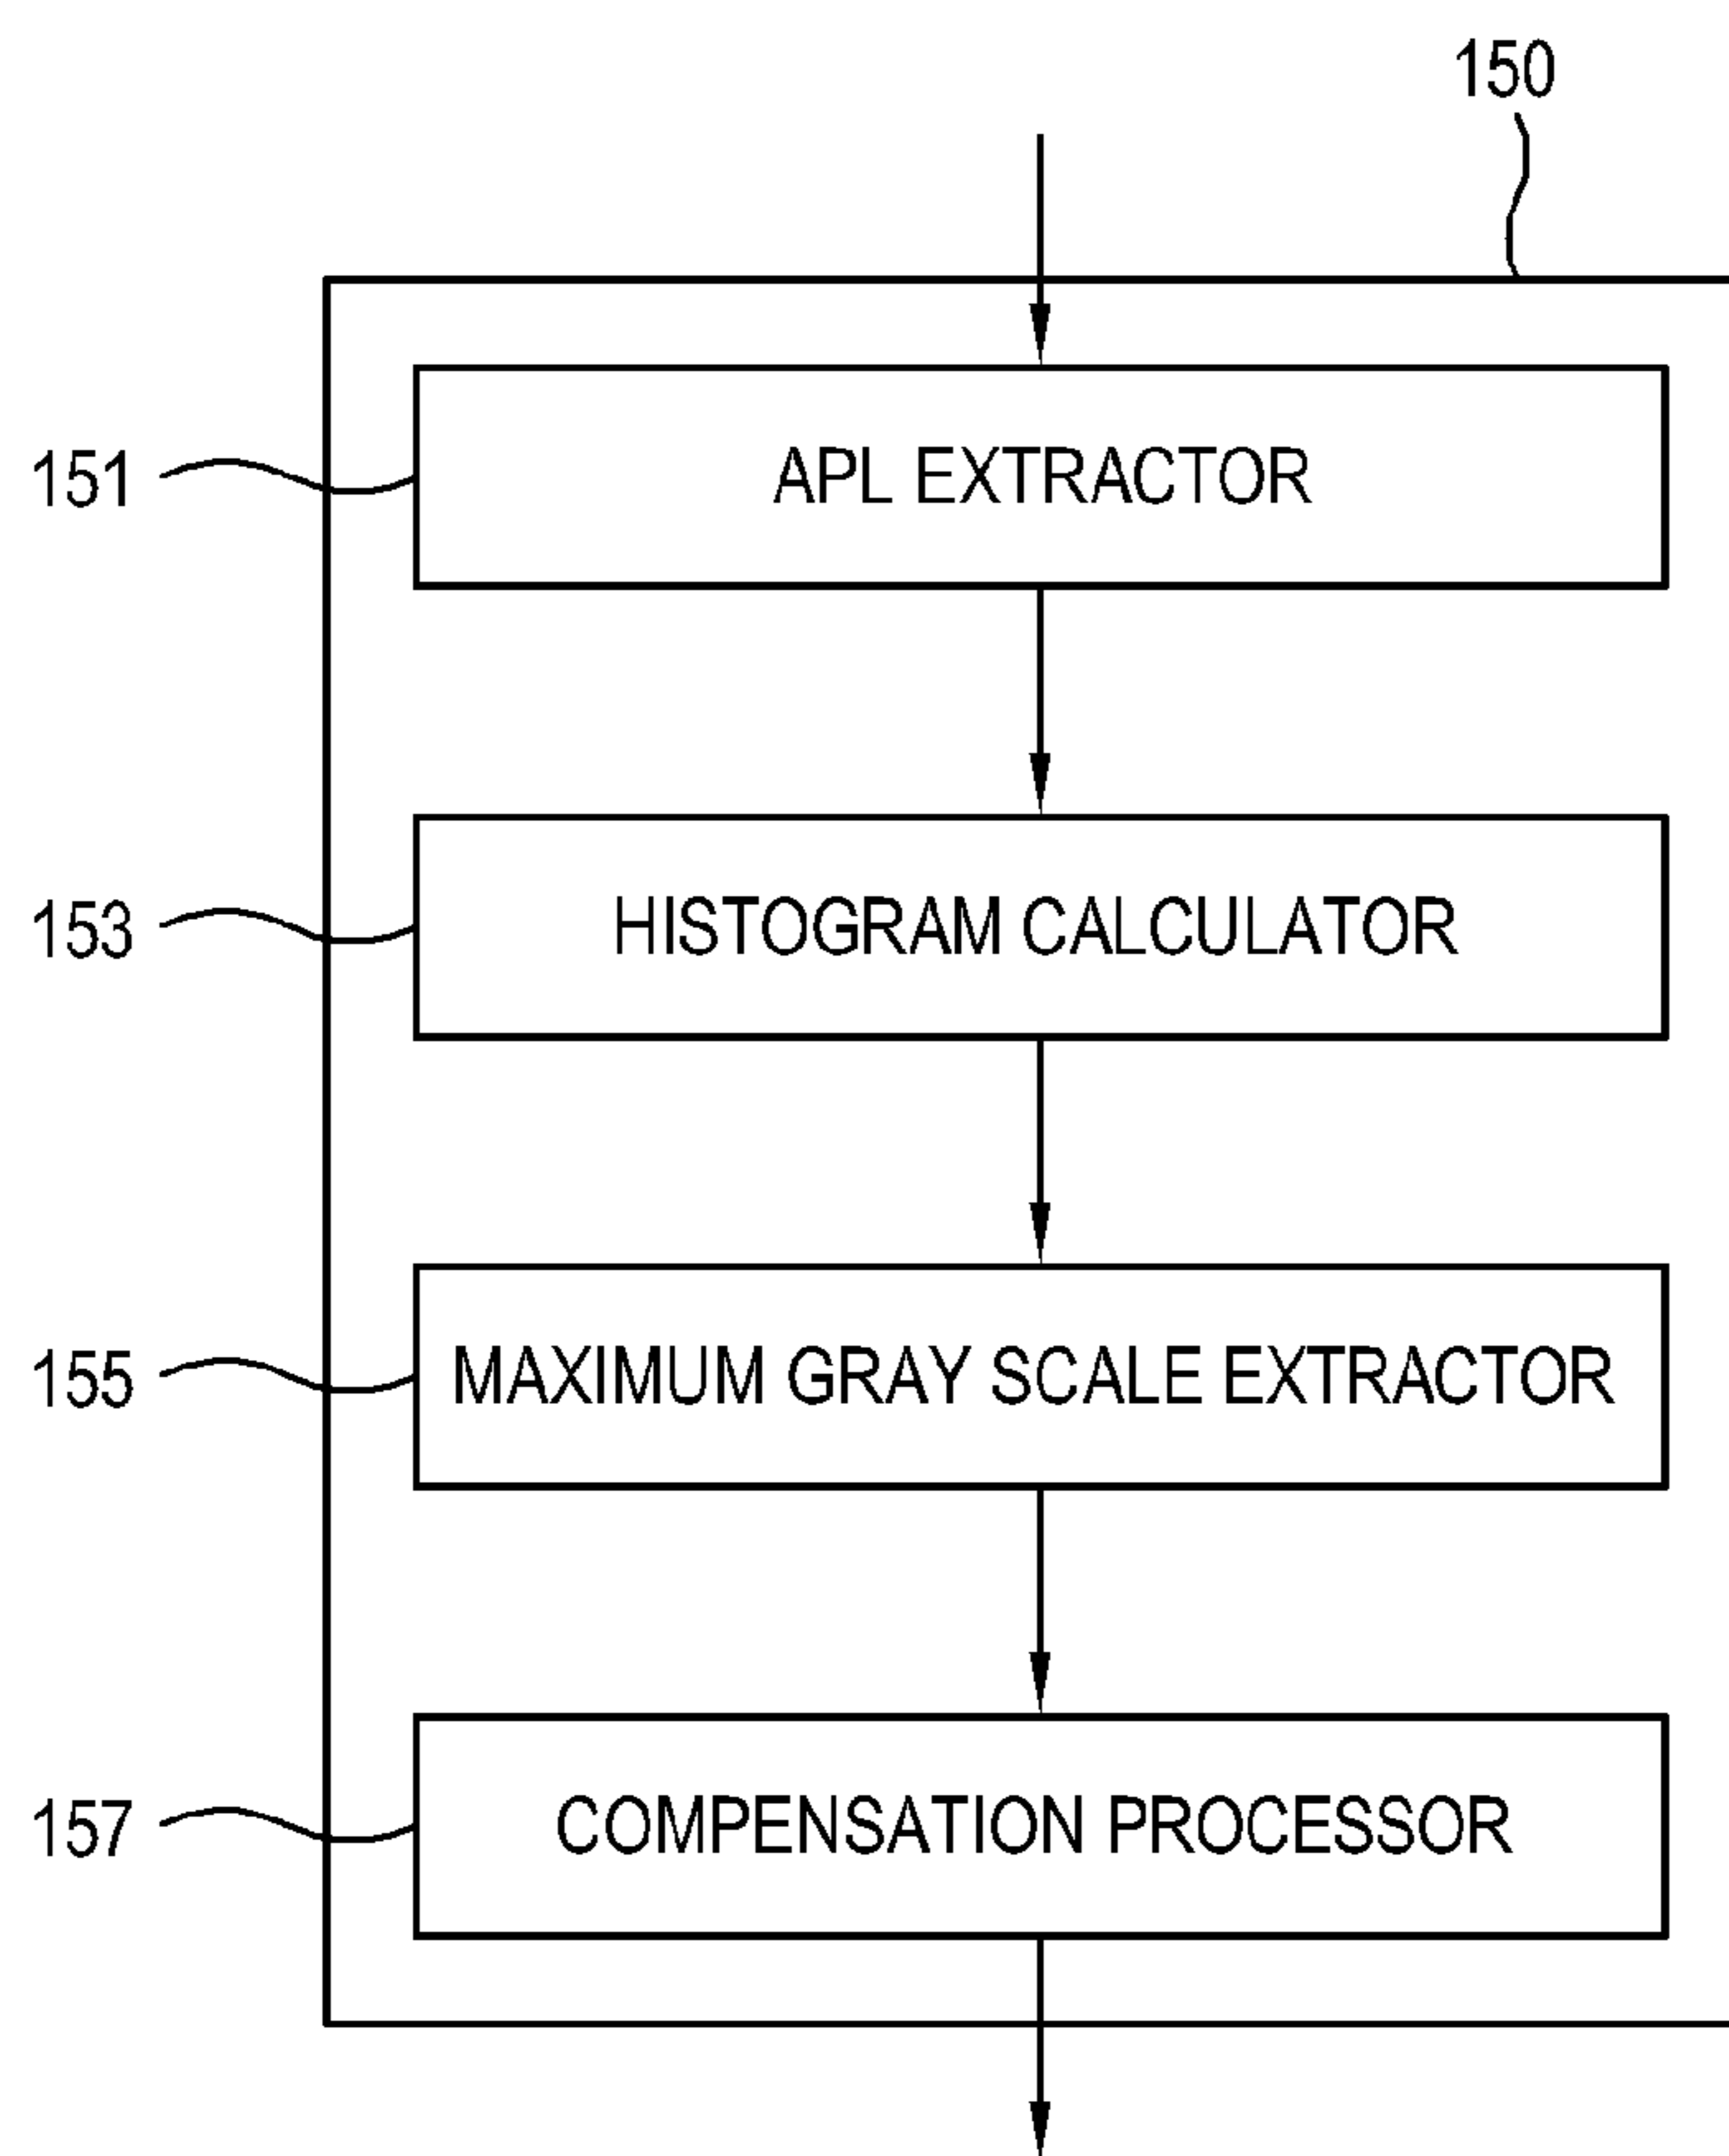 150
151
APL EXTRACTOR
153
HISTOGRAM CALCULATOR
155
MAXIMUM GRAY SCALE EXTRACTOR
157
COMPENSATION PROCESSOR